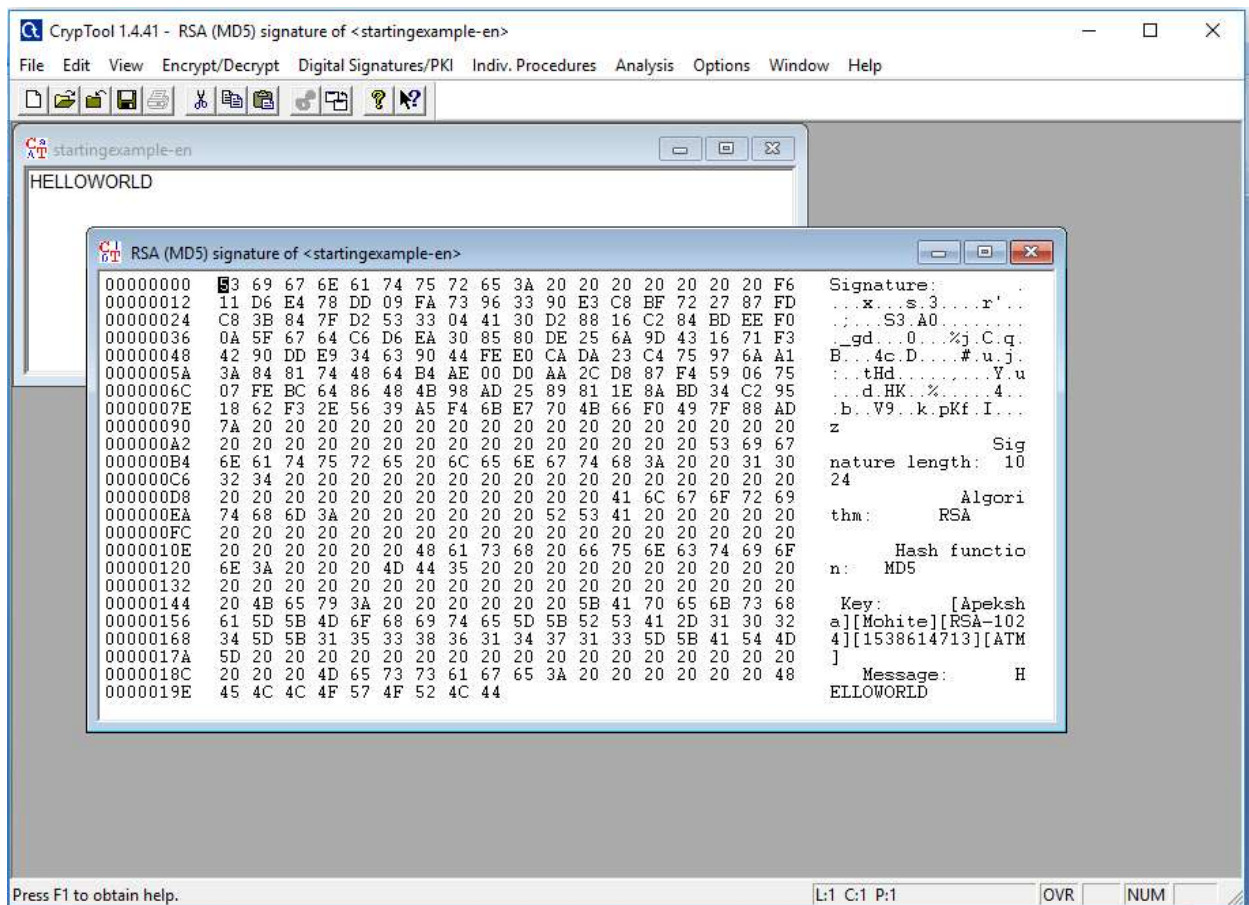 CrypTool 1.4.41 - RSA (MD5) signature of <startingexample-en>
File Edit View Encrypt/Decrypt Digital Signatures/PKI Indiv. Procedures Analysis Options Window Help
startingexample-en
HELLOWORLD
RSA (MD5) signature of <startingexample-en>
00000000 53 69 67 6E 61 74 75 72 65 3A 20 20 20 20 20 20 20 F6 Signature: .
00000012 11 D6 E4 78 DD 09 FA 73 96 33 90 E3 C8 BF 72 27 87 FD ...x...s.3....r'..
00000024 C8 3B 84 7F D2 53 33 04 41 30 D2 88 16 C2 84 BD EE F0 .;...S3.A0........
00000036 0A 5F 67 64 C6 D6 EA 30 85 80 DE 25 6A 9D 43 16 71 F3 ._gd...0...%j.C.q.
00000048 42 90 DD E9 34 63 90 44 FE E0 CA DA 23 C4 75 97 6A A1 B...4c.D....#.u.j.
0000005A 3A 84 81 74 48 64 B4 AE 00 D0 AA 2C D8 87 F4 59 06 75 :..tHd.....,...Y.u
0000006C 07 FE BC 64 86 48 4B 98 AD 25 89 81 1E 8A BD 34 C2 95 ...d.HK..%.....4..
0000007E 18 62 F3 2E 56 39 A5 F4 6B E7 70 4B 66 F0 49 7F 88 AD .b..V9..k.pKf.I...
00000090 7A 20 20 20 20 20 20 20 20 20 20 20 20 20 20 20 20 20 z
000000A2 20 20 20 20 20 20 20 20 20 20 20 20 20 20 20 53 69 67 Sig
000000B4 6E 61 74 75 72 65 20 6C 65 6E 67 74 68 3A 20 20 31 30 nature length: 10
000000C6 32 34 20 20 20 20 20 20 20 20 20 20 20 20 20 20 20 20 24
000000D8 20 20 20 20 20 20 20 20 20 20 20 20 41 6C 67 6F 72 69 Algori
000000EA 74 68 6D 3A 20 20 20 20 20 20 52 53 41 20 20 20 20 20 thm: RSA
000000FC 20 20 20 20 20 20 20 20 20 20 20 20 20 20 20 20 20 20
0000010E 20 20 20 20 20 20 48 61 73 68 20 66 75 6E 63 74 69 6F Hash functio
00000120 6E 3A 20 20 20 4D 44 35 20 20 20 20 20 20 20 20 20 20 n: MD5
00000132 20 20 20 20 20 20 20 20 20 20 20 20 20 20 20 20 20 20
00000144 20 4B 65 79 3A 20 20 20 20 20 20 5B 41 70 65 6B 73 68 Key: [Apeksh
00000156 61 5D 5B 4D 6F 68 69 74 65 5D 5B 52 53 41 2D 31 30 32 a][Mohite][RSA-102
00000168 34 5D 5B 31 35 33 38 36 31 34 37 31 33 5D 5B 41 54 4D 4][1538614713][ATM
0000017A 5D 20 20 20 20 20 20 20 20 20 20 20 20 20 20 20 20 20 ]
0000018C 20 20 20 4D 65 73 73 61 67 65 3A 20 20 20 20 20 20 48 Message: H
0000019E 45 4C 4C 4F 57 4F 52 4C 44 ELLOWORLD
Press F1 to obtain help. L:1 C:1 P:1 OVR NUM